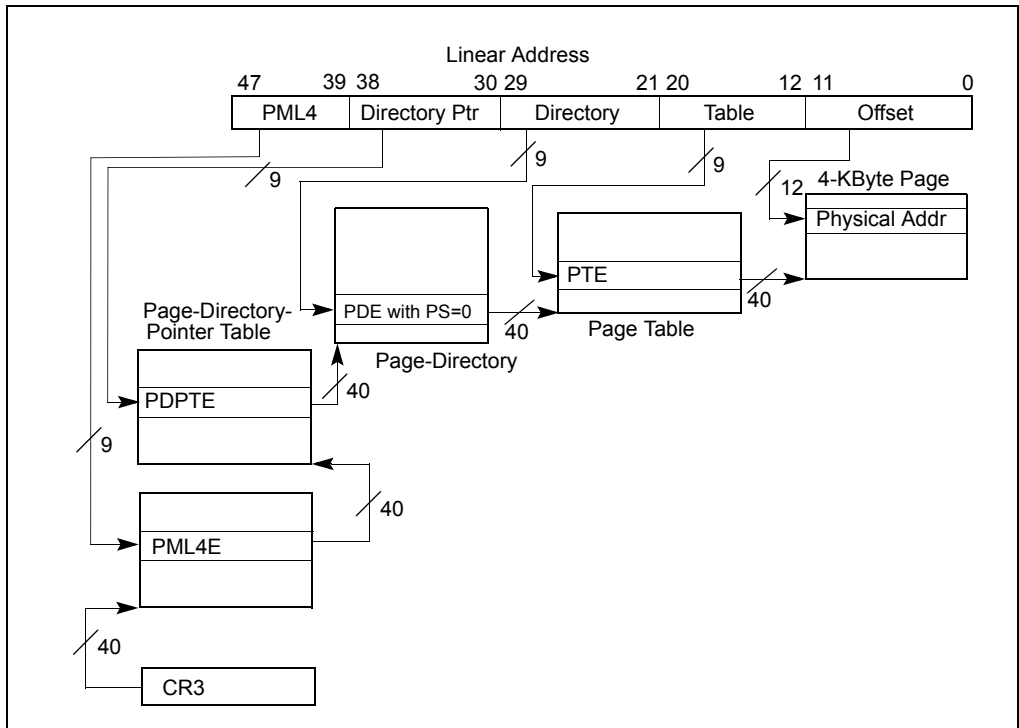 Linear Address
47 39 38 30 29 21 20 12 11 0
PML4 Directory Ptr Directory Table Offset
9 9 9
12 4-KByte Page
Physical Addr
PTE
40
Page-Directory-
Pointer Table
PDE with PS=0
40
Page Table
Page-Directory
40
PDPTE
9
40
PML4E
40
CR3